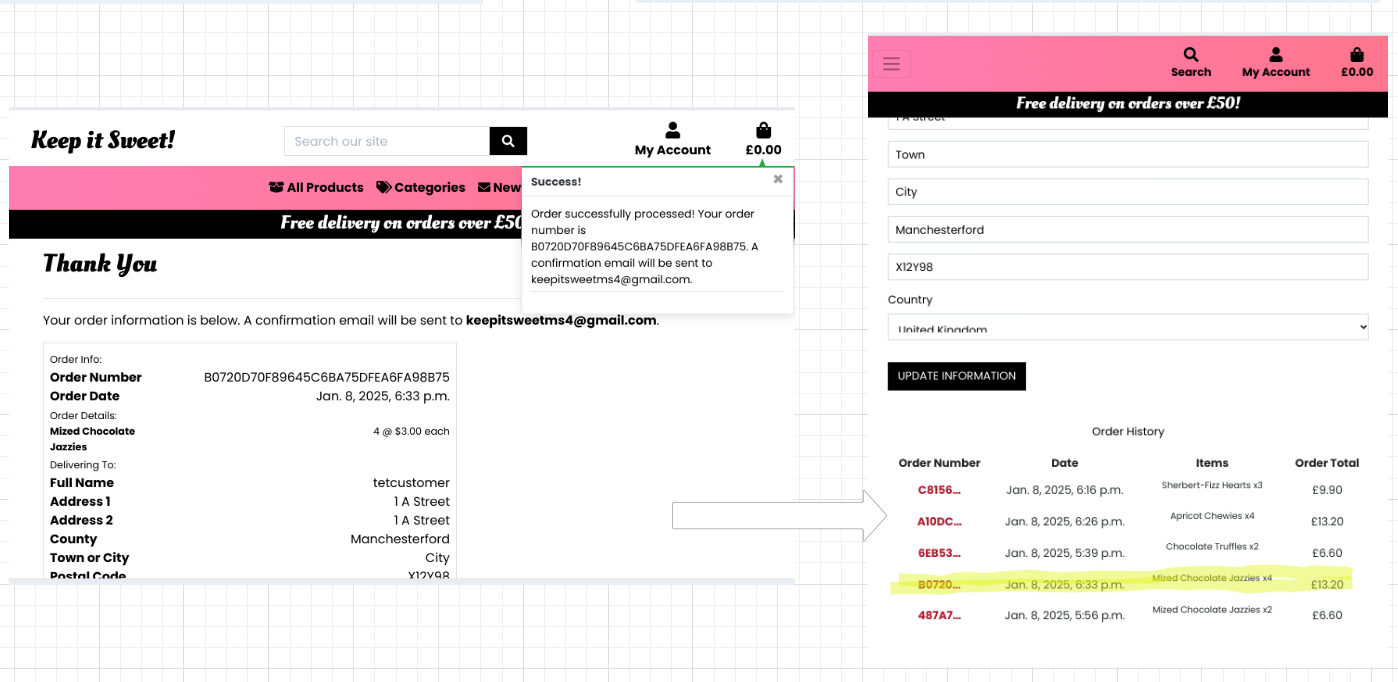 Keep it Sweet!
Search our site
My Account
£0.00
All Products Categories New
Free delivery on orders over £50
Success!
Order successfully processed! Your order
number is
B0720D70F89645C6BA75DFEA6FA98B75. A
confirmation email will be sent to
keepitsweetms4@gmail.com.
Thank You
Your order information is below. A confirmation email will be sent to keepitsweetms4@gmail.com.
Order Info:
Order Number B0720D70F89645C6BA75DFEA6FA98B75
Order Date Jan. 8, 2025, 6:33 p.m.
Order Details:
Mized Chocolate 4 @ $3.00 each
Jazzies
Delivering To:
Full Name tetcustomer
Address 1 1 A Street
Address 2 1 A Street
County Manchesterford
Town or City City
Postal Code X12Y98
Search My Account £0.00
Free delivery on orders over £50!
1 A Street
Town
City
Manchesterford
X12Y98
Country
United Kingdom
UPDATE INFORMATION
Order History
Order Number Date Items Order Total
C8156... Jan. 8, 2025, 6:16 p.m. Sherbert-Fizz Hearts x3 £9.90
A10DC... Jan. 8, 2025, 6:26 p.m. Apricot Chewies x4 £13.20
6EB53... Jan. 8, 2025, 5:39 p.m. Chocolate Truffles x2 £6.60
B0720... Jan. 8, 2025, 6:33 p.m. Mized Chocolate Jazzies x4 £13.20
487A7... Jan. 8, 2025, 5:56 p.m. Mized Chocolate Jazzies x2 £6.60